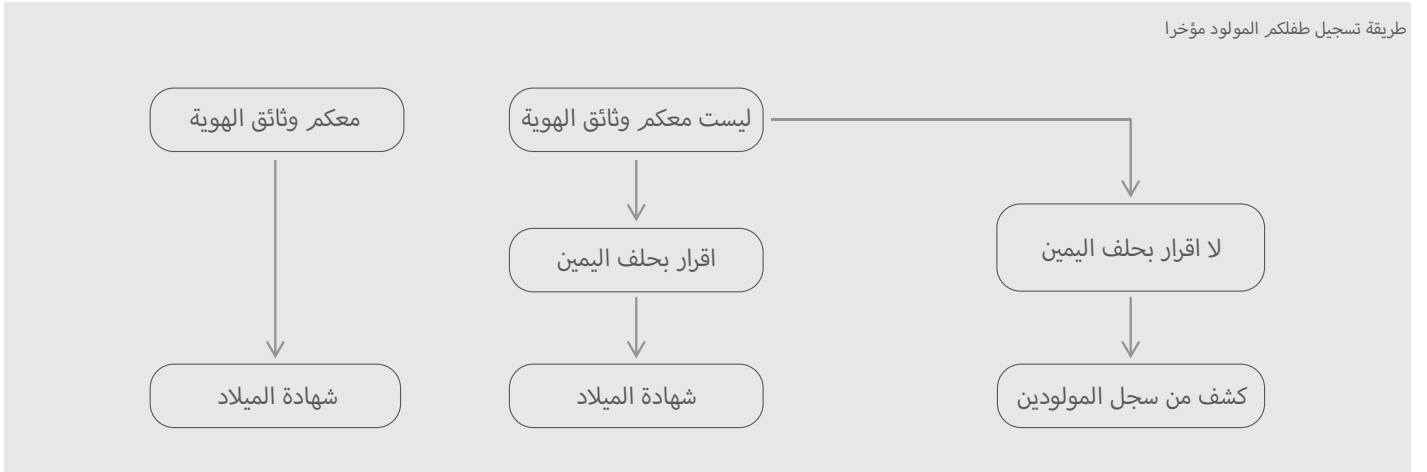 طريقة تسجيل طفلكم المولود مؤخرا
ليست معكم وثائق الهوية
معكم وثائق الهوية
لا اقرار بحلف اليمين
اقرار بحلف اليمين
كشف من سجل المولودين
شهادة الميلاد
شهادة الميلاد